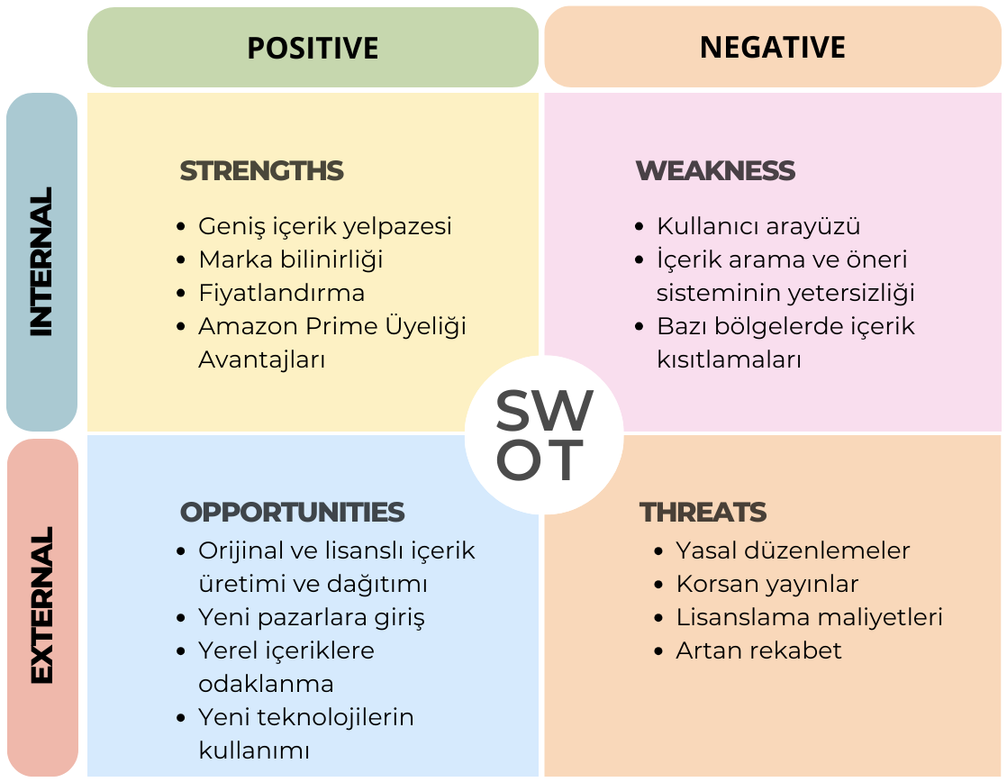 POSITIVE
NEGATIVE
INTERNAL
STRENGTHS
• Geniş içerik yelpazesi
• Marka bilinirliği
• Fiyatlandırma
• Amazon Prime Üyeliği
Avantajları
WEAKNESS
• Kullanıcı arayüzü
• İçerik arama ve öneri
sisteminin yetersizliği
• Bazı bölgelerde içerik
kısıtlamaları
SW
OT
EXTERNAL
OPPORTUNITIES
• Orijinal ve lisanslı içerik
üretimi ve dağıtımı
• Yeni pazarlara giriş
• Yerel içeriklere
odaklanma
• Yeni teknolojilerin
kullanımı
THREATS
• Yasal düzenlemeler
• Korsan yayınlar
• Lisanslama maliyetleri
• Artan rekabet